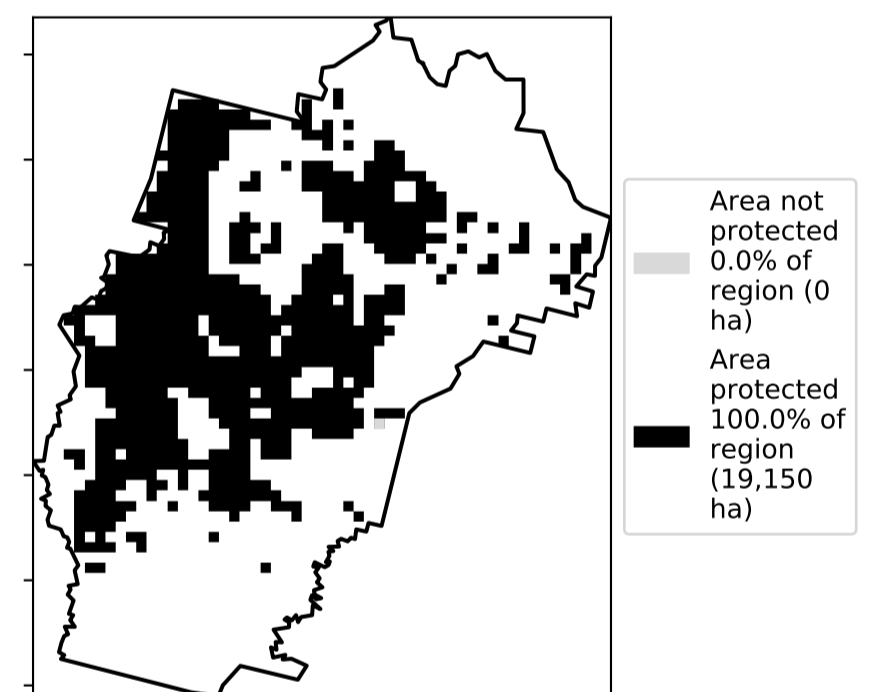 Area not
protected
0.0% of
region (0
ha)
Area
protected
100.0% of
region
(19,150
ha)